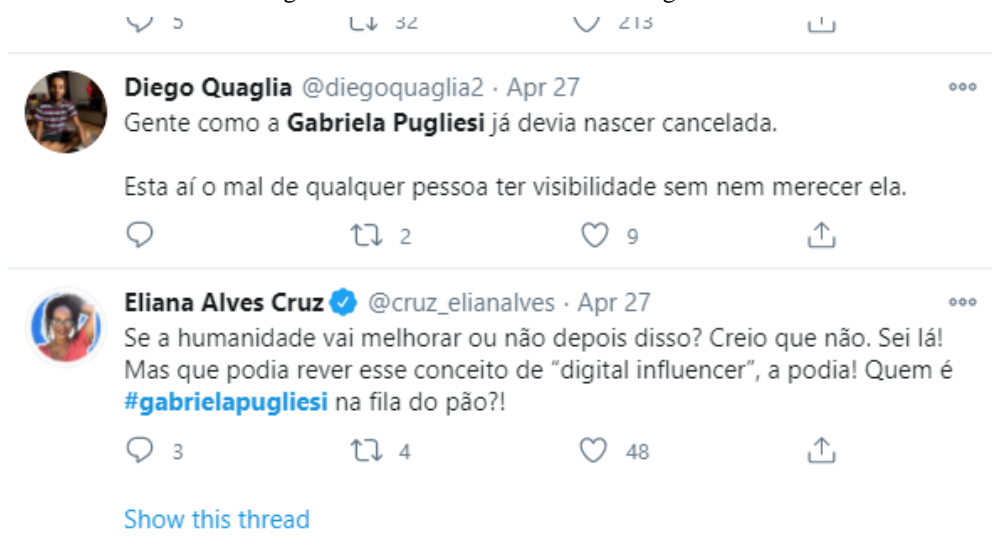 5 32 213
Diego Quaglia @diegoquaglia2 · Apr 27
Gente como a Gabriela Pugliesi já devia nascer cancelada.
Esta aí o mal de qualquer pessoa ter visibilidade sem nem merecer ela.
2 9
Eliana Alves Cruz @cruz_elianalves · Apr 27
Se a humanidade vai melhorar ou não depois disso? Creio que não. Sei lá!
Mas que podia rever esse conceito de “digital influencer”, a podia! Quem é
#gabrielapugliesi na fila do pão?!
3 4 48
Show this thread